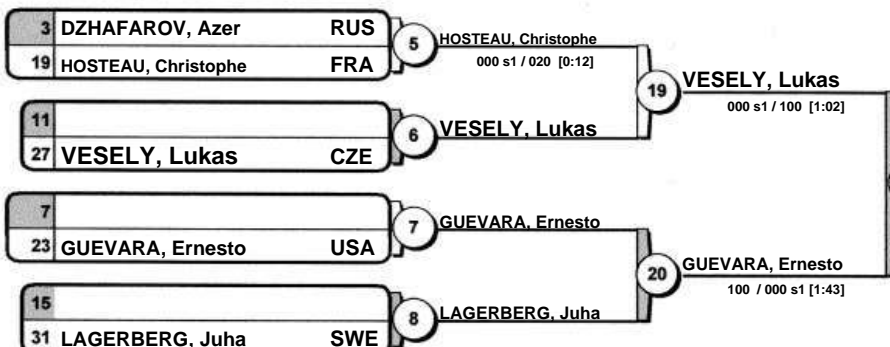 3 DZHAFAROV, Azer RUS
19 HOSTEAU, Christophe FRA
5
HOSTEAU, Christophe
000 s1 / 020 [0:12]
11
27 VESELY, Lukas CZE
6
VESELY, Lukas
19
VESELY, Lukas
000 s1 / 100 [1:02]
7
23 GUEVARA, Ernesto USA
7
GUEVARA, Ernesto
15
31 LAGERBERG, Juha SWE
8
LAGERBERG, Juha
20
GUEVARA, Ernesto
100 / 000 s1 [1:43]